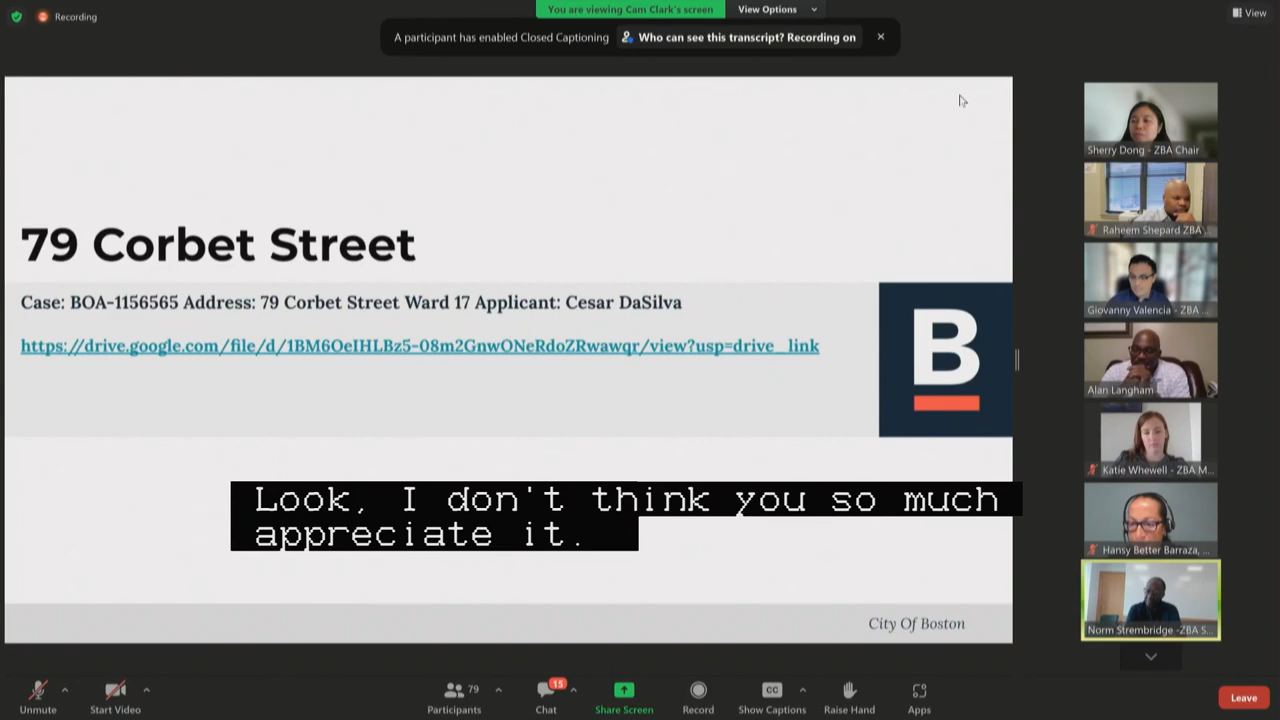 Recording
You are viewing Cam Clark's screen
View Options
View
A participant has enabled Closed Captioning
Who can see this transcript? Recording on
79 Corbet Street
Case: BOA-1156565 Address: 79 Corbet Street Ward 17 Applicant: Cesar DaSilva
https://drive.google.com/file/d/1BM6OeIHLBz5-08m2GnwONeRdoZRwawqr/view?usp=drive_link
B
Look, I don't think you so much
appreciate it.
City Of Boston
Sherry Dong - ZBA Chair
Raheem Shepard ZBA...
Giovanny Valencia - ZBA ...
Alan Langham
Katie Whewell - ZBA M...
Hansy Better Barraza, ...
Norm Strembridge -ZBA S...
Unmute
Start Video
79
Participants
15
Chat
Share Screen
Record
CC
Show Captions
Raise Hand
Apps
Leave